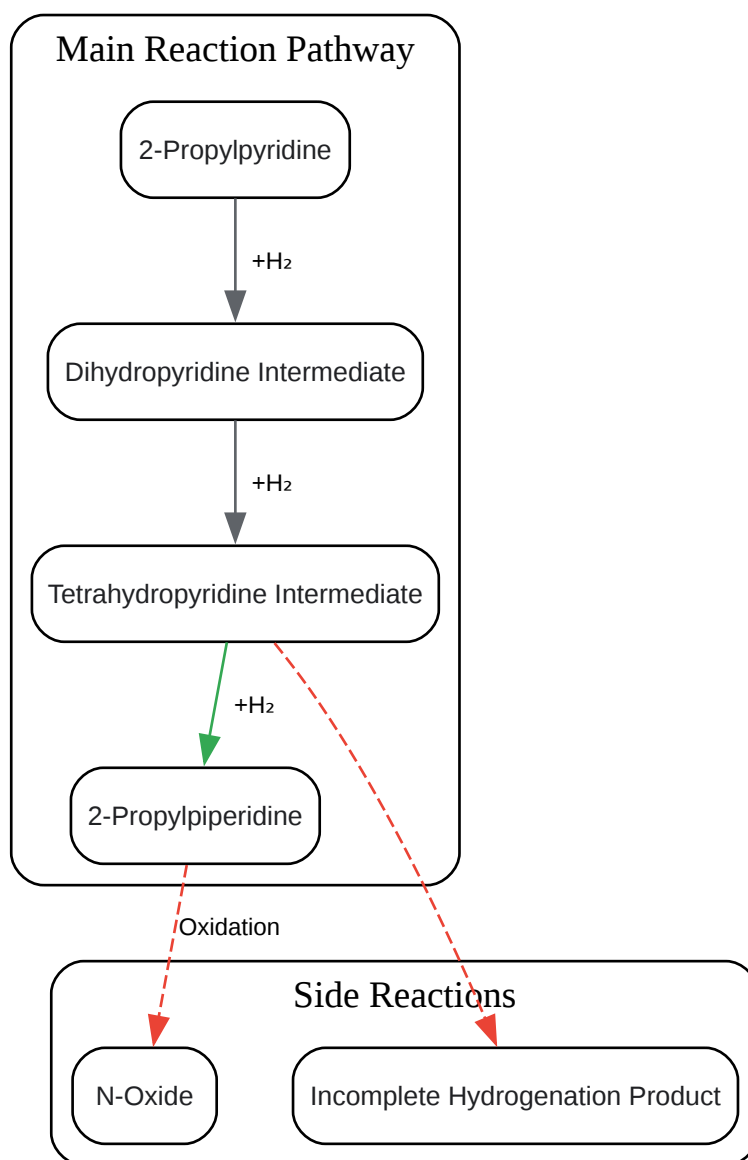 Main Reaction Pathway
2-Propylpyridine
+H₂
Dihydropyridine Intermediate
+H₂
Tetrahydropyridine Intermediate
+H₂
2-Propylpiperidine
Oxidation
Side Reactions
N-Oxide
Incomplete Hydrogenation Product